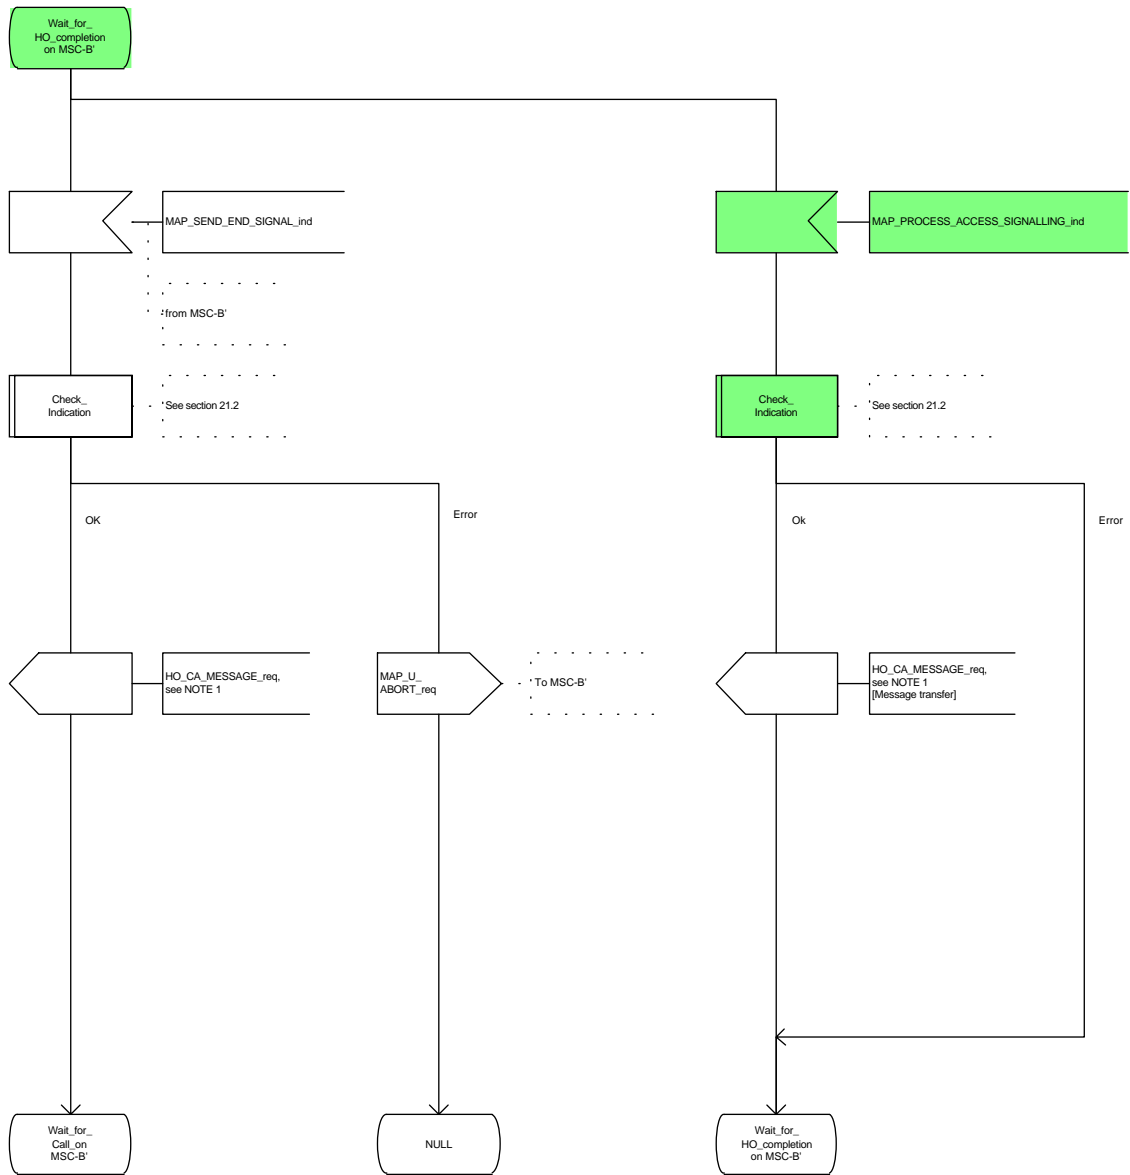 Wait_for_
HO_completion
on MSC-B'
MAP_SEND_END_SIGNAL_ind
MAP_PROCESS_ACCESS_SIGNALLING_ind
from MSC-B'
Check_
Indication
See section 21.2
Check_
Indication
See section 21.2
OK
Error
Ok
Error
HO_CA_MESSAGE_req,
see NOTE 1
MAP_U_
ABORT_req
To MSC-B'
HO_CA_MESSAGE_req,
see NOTE 1
[Message transfer]
Wait_for_
Call_on
MSC-B'
NULL
Wait_for_
HO_completion
on MSC-B'